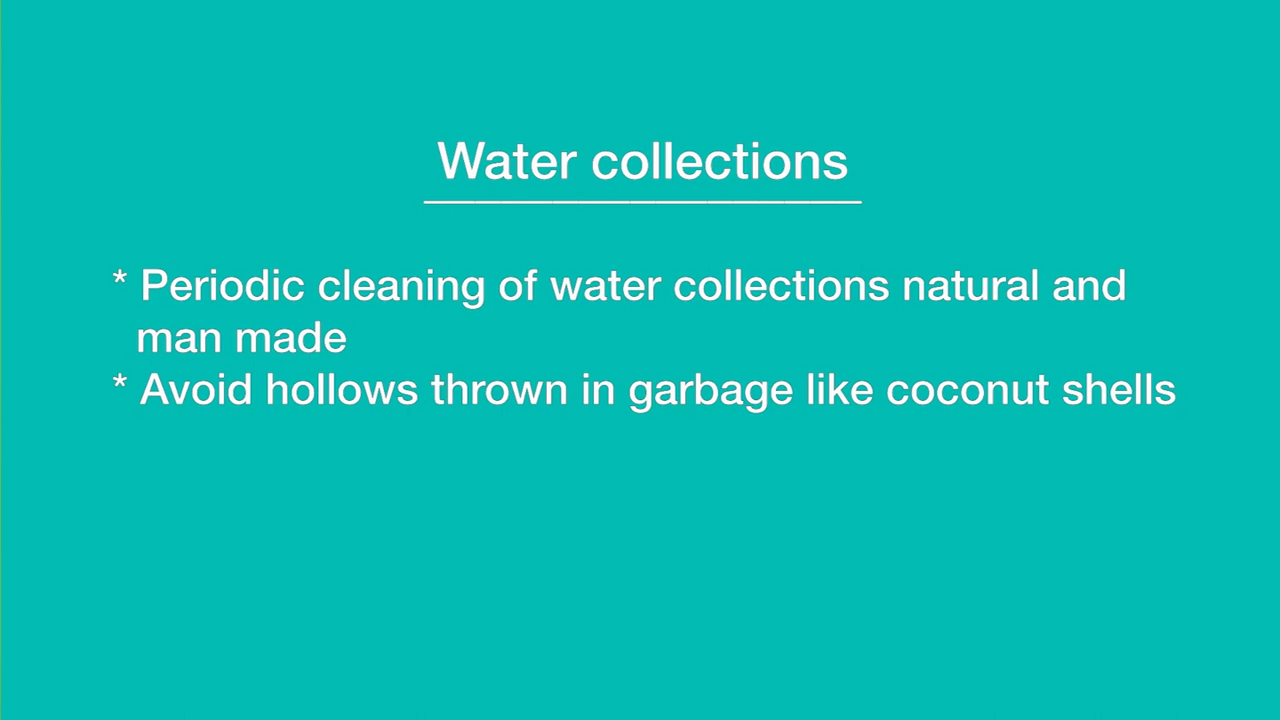 Water collections
* Periodic cleaning of water collections natural and
man made
* Avoid hollows thrown in garbage like coconut shells